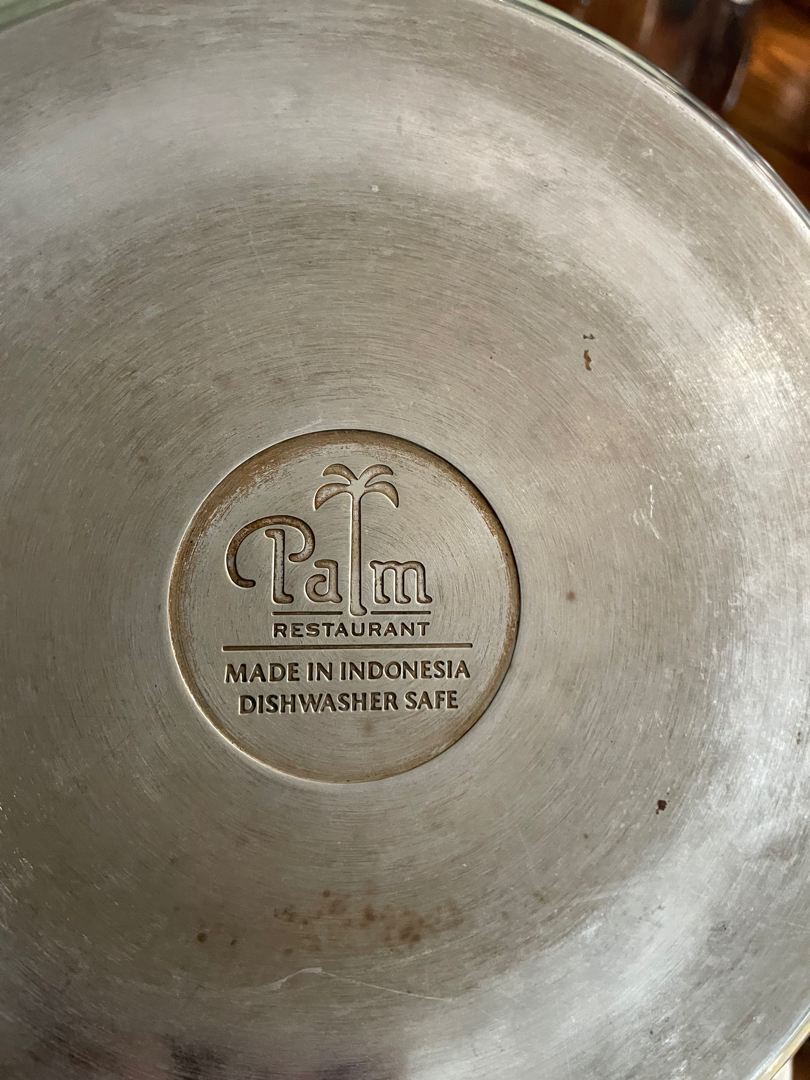 Palm
RESTAURANT
MADE IN INDONESIA
DISHWASHER SAFE